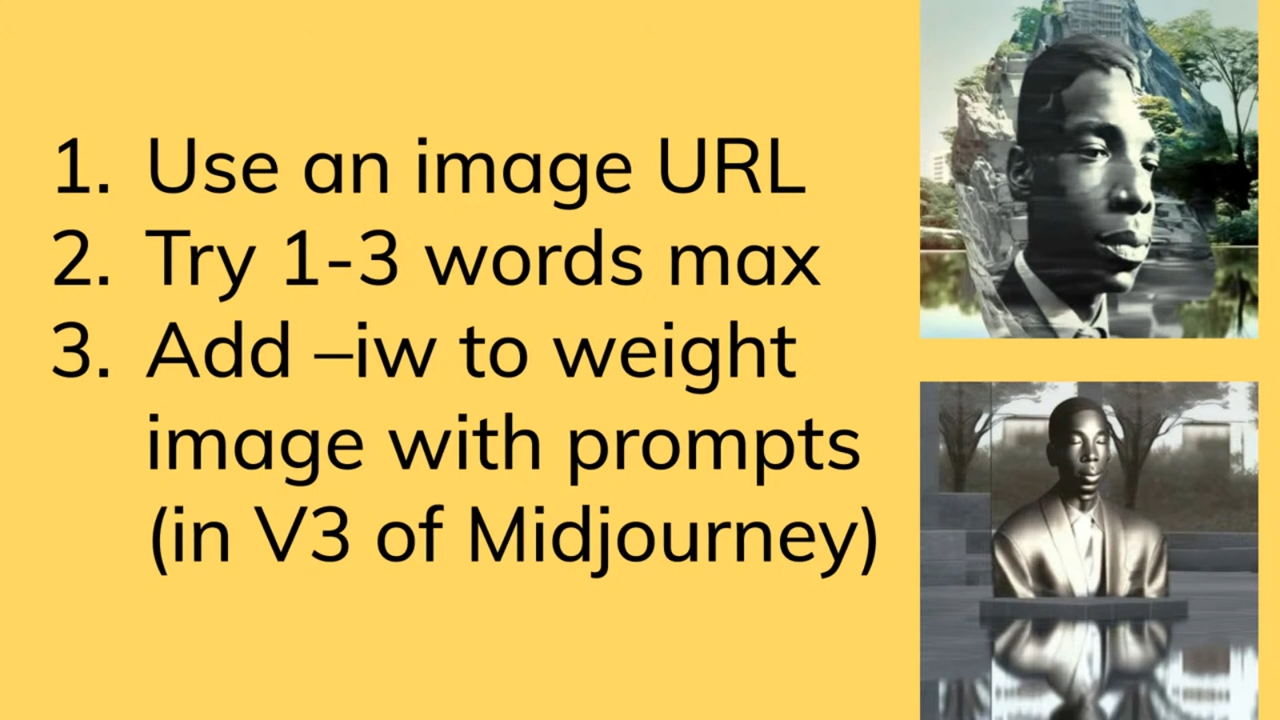 1. Use an image URL
2. Try 1-3 words max
3. Add –iw to weight
image with prompts
(in V3 of Midjourney)